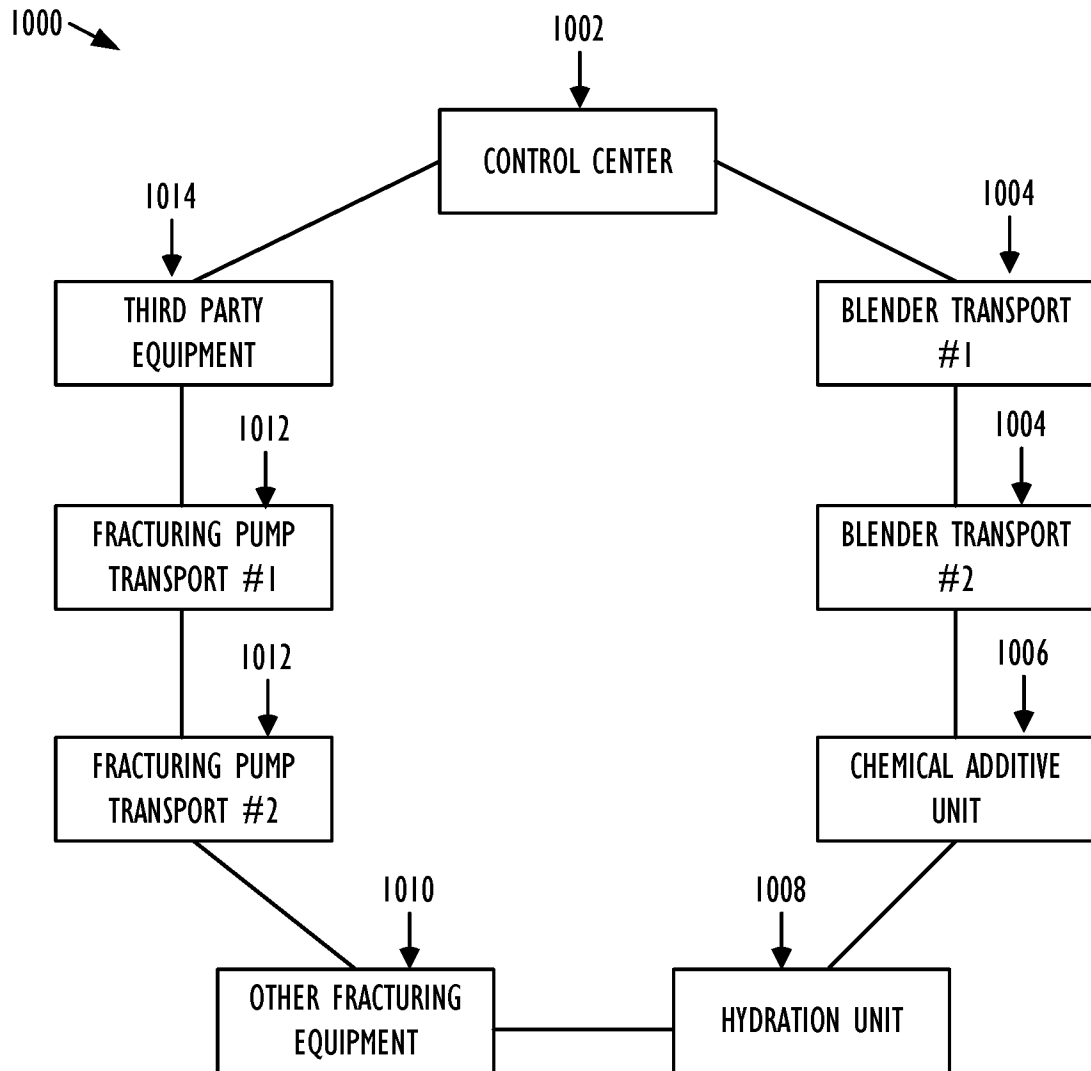 1000
1002
CONTROL CENTER
1014
1004
THIRD PARTY
EQUIPMENT
BLENDER TRANSPORT
#1
1012
1004
FRACTURING PUMP
TRANSPORT #1
BLENDER TRANSPORT
#2
1012
1006
FRACTURING PUMP
TRANSPORT #2
CHEMICAL ADDITIVE
UNIT
1010
1008
OTHER FRACTURING
EQUIPMENT
HYDRATION UNIT